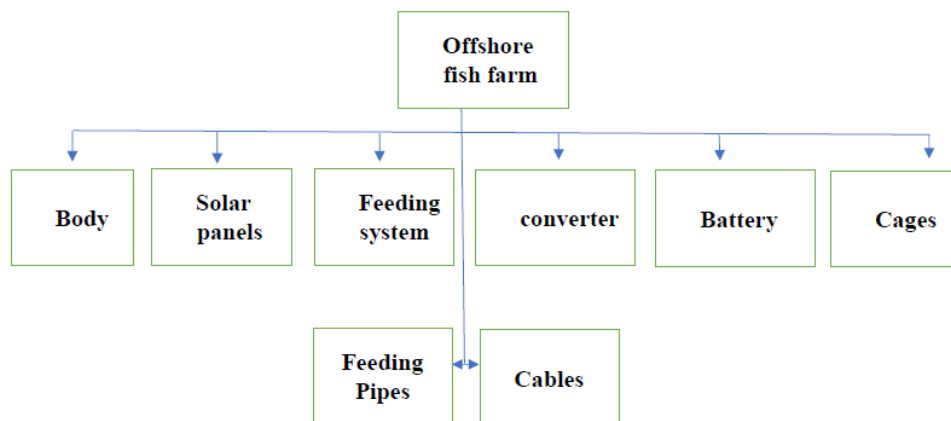 Offshore
fish farm
Body
Solar
panels
Feeding
system
converter
Battery
Cages
Feeding
Pipes
Cables